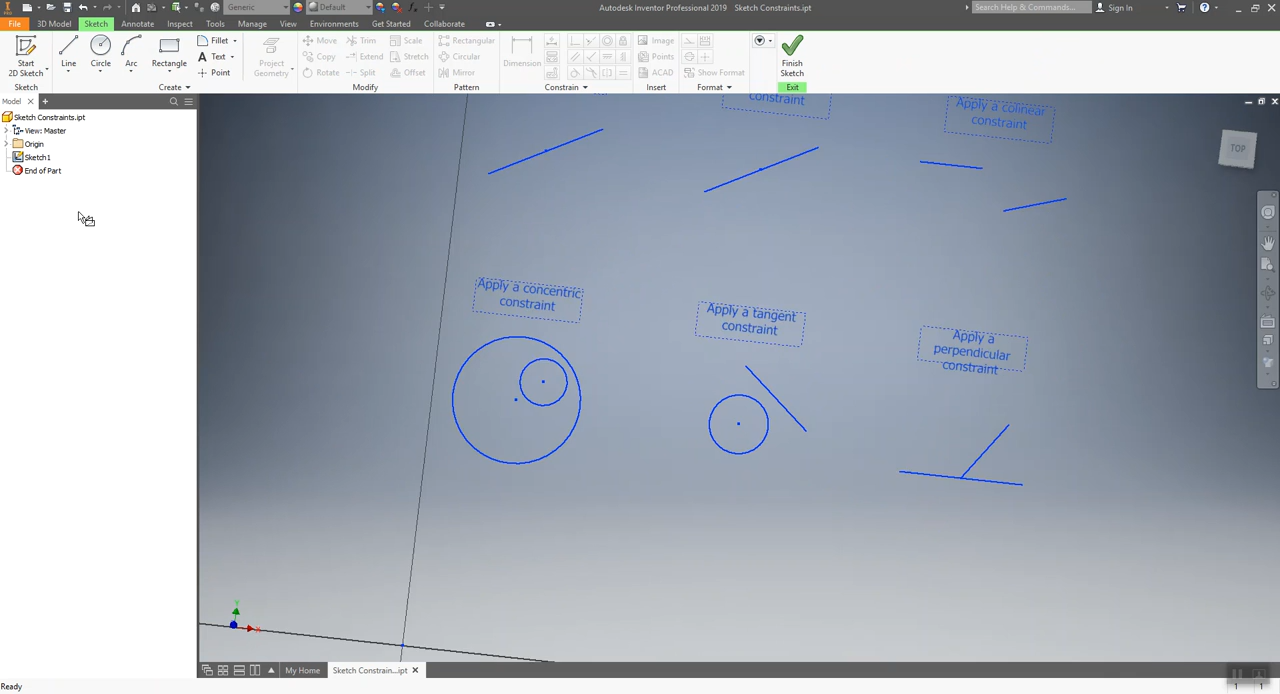 Generic
Default
Autodesk Inventor Professional 2019 Sketch Constraints.ipt
Search Help & Commands...
Sign In
File
3D Model
Sketch
Annotate
Inspect
Tools
Manage
View
Environments
Get Started
Collaborate
Start
2D Sketch
Sketch
Line
Circle
Arc
Rectangle
Fillet
Text
Point
Create
Project
Geometry
Move
Trim
Scale
Copy
Extend
Stretch
Rotate
Split
Offset
Modify
Rectangular
Circular
Mirror
Pattern
Dimension
Constrain
Image
Points
ACAD
Insert
Show Format
Format
Finish
Sketch
Exit
Model
Sketch Constraints.ipt
View: Master
Origin
Sketch1
End of Part
constraint
Apply a colinear
constraint
TOP
Apply a concentric
constraint
Apply a tangent
constraint
Apply a
perpendicular
constraint
Y
X
My Home
Sketch Constrain...ipt
Ready
1 1